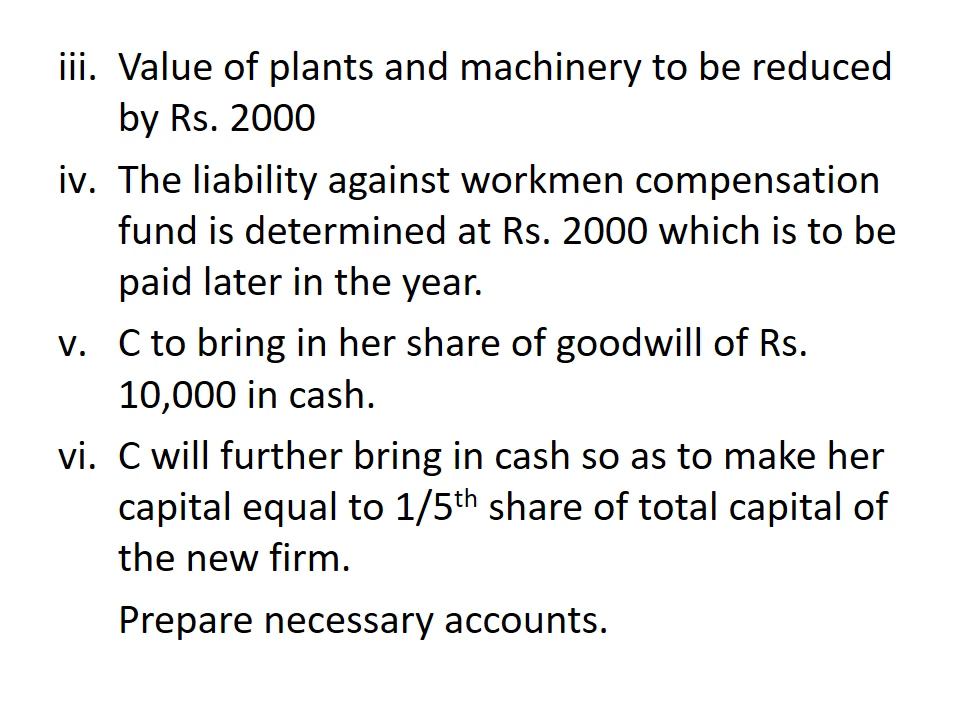 iii. Value of plants and machinery to be reduced
by Rs. 2000
iv. The liability against workmen compensation
fund is determined at Rs. 2000 which is to be
paid later in the year.
v. C to bring in her share of goodwill of Rs.
10,000 in cash.
vi. C will further bring in cash so as to make her
capital equal to 1/5th share of total capital of
the new firm.
Prepare necessary accounts.